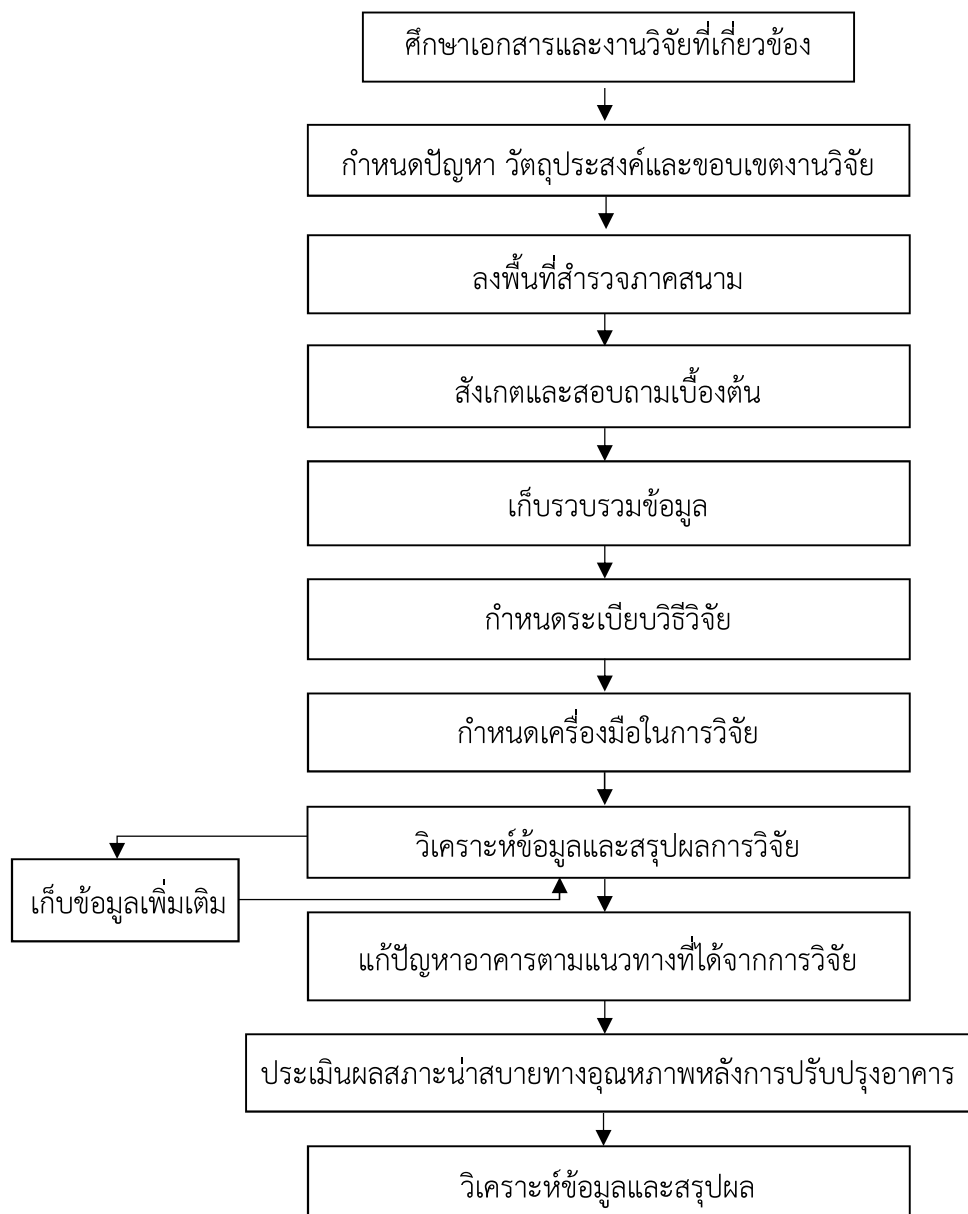 ศึกษาเอกสารและงานวิจัยที่เกี่ยวข้อง
กำหนดปัญหา วัตถุประสงค์และขอบเขตงานวิจัย
ลงพื้นที่สำรวจภาคสนาม
สังเกตและสอบถามเบื้องต้น
เก็บรวบรวมข้อมูล
กำหนดระเบียบวิธีวิจัย
กำหนดเครื่องมือในการวิจัย
วิเคราะห์ข้อมูลและสรุปผลการวิจัย
เก็บข้อมูลเพิ่มเติม
แก้ปัญหาอาคารตามแนวทางที่ได้จากการวิจัย
ประเมินผลสภาะน่าสบายทางอุณหภาพหลังการปรับปรุงอาคาร
วิเคราะห์ข้อมูลและสรุปผล